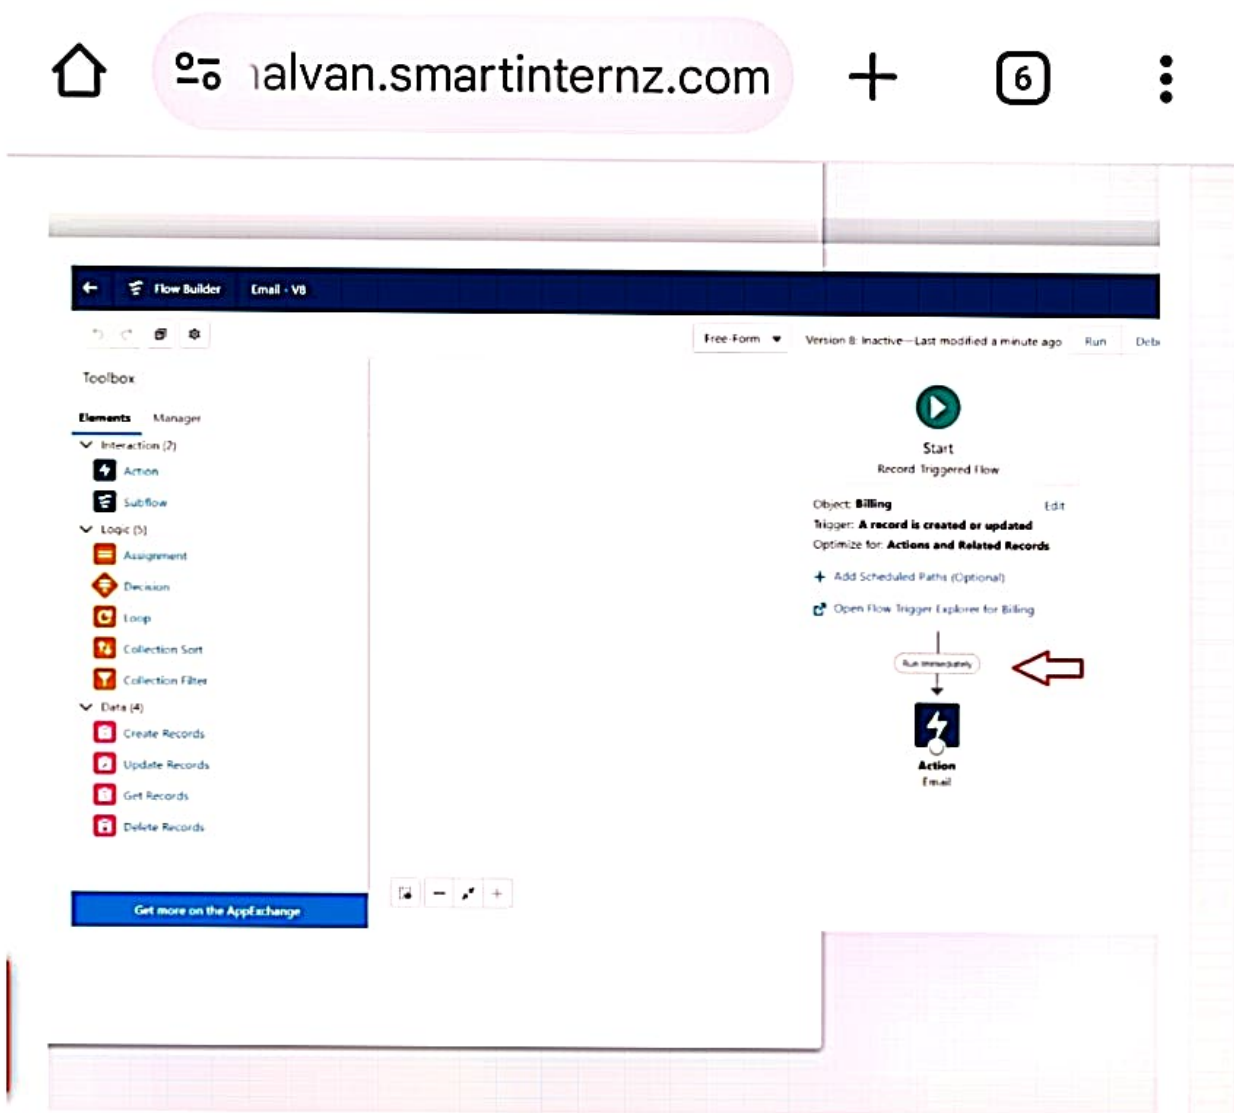 nalvan.smartinternz.com
6
Flow Builder
Email - V8
Free-Form
Version 8: Inactive—Last modified a minute ago
Run
Toolbox
Elements
Manager
Interaction (2)
Action
Subflow
Logic (5)
Assignment
Decision
Loop
Collection Sort
Collection Filter
Data (4)
Create Records
Update Records
Get Records
Delete Records
Get more on the AppExchange
Start
Record Triggered Flow
Object: Billing
Edit
Trigger: A record is created or updated
Optimize for: Actions and Related Records
+ Add Scheduled Paths (Optional)
Open Flow Trigger Explorer for Billing
Run Immediately
Action
Email